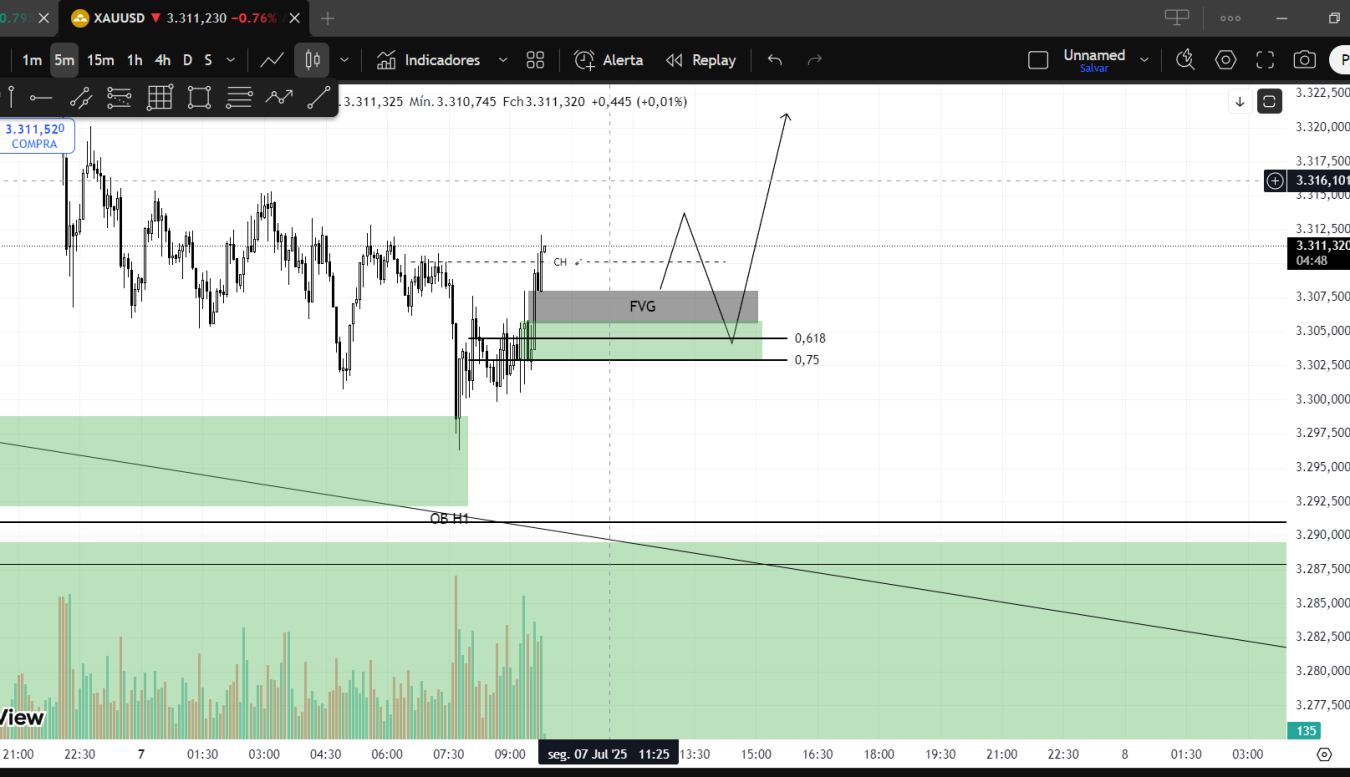 0.79 XAUUSD ▼ 3.311,230 −0.76%
1m 5m 15m 1h 4h D S Indicadores Alerta Replay Unnamed
Salvar
3.311,325 Mín.3.310,745 Fch3.311,320 +0,445 (+0,01%)
3.311,520
COMPRA
3.322,500
3.320,000
3.317,500
3.316,101
3.315,000
3.312,500
3.311,320
04:48
CH
3.307,500
FVG
3.305,000
0,618
0,75
3.302,500
3.300,000
3.297,500
3.295,000
3.292,500
OB H1
3.290,000
3.287,500
3.285,000
3.282,500
3.280,000
3.277,500
View
135
21:00 22:30 7 01:30 03:00 04:30 06:00 07:30 09:00 seg. 07 Jul '25 11:25 13:30 15:00 16:30 18:00 19:30 21:00 22:30 8 01:30 03:00